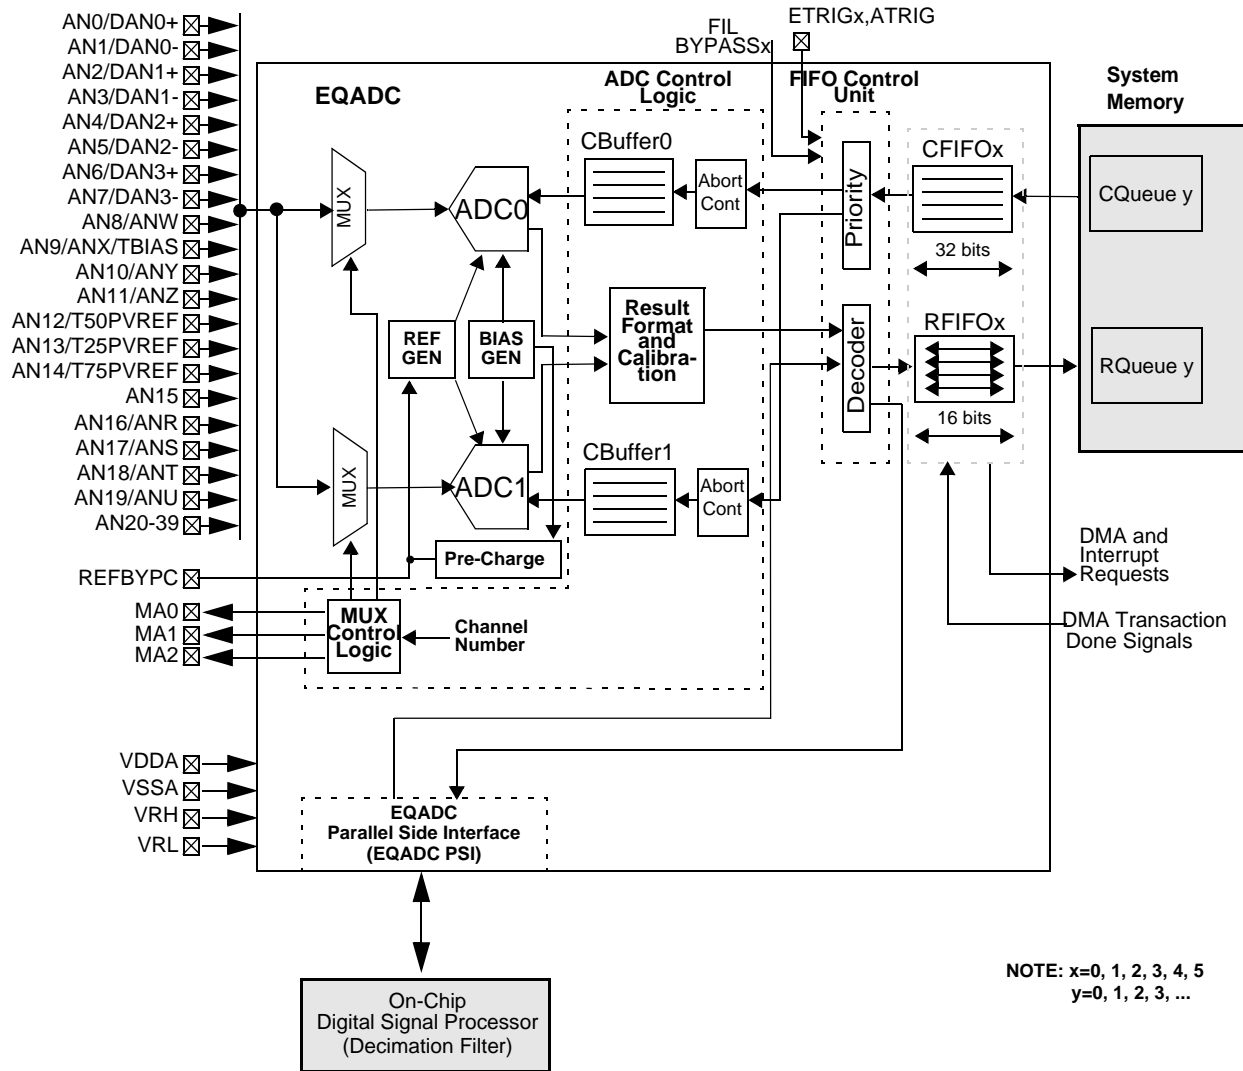 AN0/DAN0+
AN1/DAN0-
AN2/DAN1+
AN3/DAN1-
AN4/DAN2+
AN5/DAN2-
AN6/DAN3+
AN7/DAN3-
AN8/ANW
AN9/ANX/TBIAS
AN10/ANY
AN11/ANZ
AN12/T50PVREF
AN13/T25PVREF
AN14/T75PVREF
AN15
AN16/ANR
AN17/ANS
AN18/ANT
AN19/ANU
AN20-39
REFBYPC
MA0
MA1
MA2
VDDA
VSSA
VRH
VRL
EQADC
MUX
ADC0
REF
GEN
BIAS
GEN
MUX
ADC1
Pre-Charge
MUX
Control
Logic
Channel
Number
ADC Control
Logic
CBuffer0
Abort
Cont
Result
Format
and
Calibra-
tion
CBuffer1
Abort
Cont
FIL
BYPASSx
ETRIGx,ATRIG
FIFO Control
Unit
Priority
Decoder
CFIFOx
32 bits
RFIFOx
16 bits
System
Memory
CQueue y
RQueue y
DMA and
Interrupt
Requests
DMA Transaction
Done Signals
EQADC
Parallel Side Interface
(EQADC PSI)
On-Chip
Digital Signal Processor
(Decimation Filter)
NOTE: x=0, 1, 2, 3, 4, 5
y=0, 1, 2, 3, ...